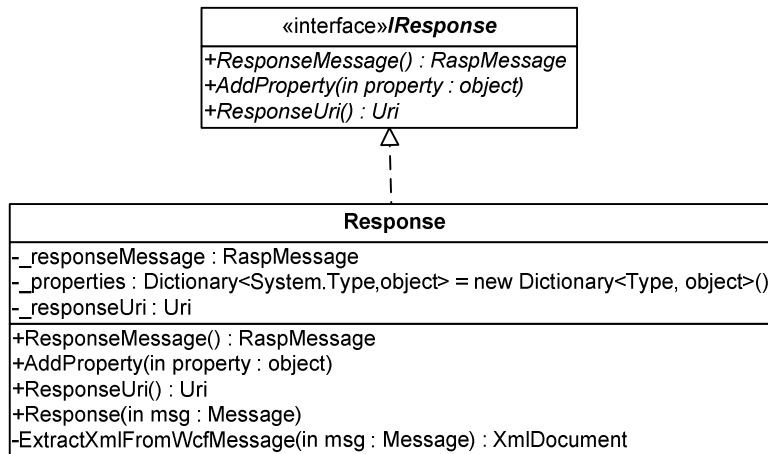 «interface»IResponse
+ResponseMessage() : RaspMessage
+AddProperty(in property : object)
+ResponseUri() : Uri
Response
-_responseMessage : RaspMessage
-_properties : Dictionary<System.Type,object> = new Dictionary<Type, object>()
-_responseUri : Uri
+ResponseMessage() : RaspMessage
+AddProperty(in property : object)
+ResponseUri() : Uri
+Response(in msg : Message)
-ExtractXmlFromWcfMessage(in msg : Message) : XmlDocument